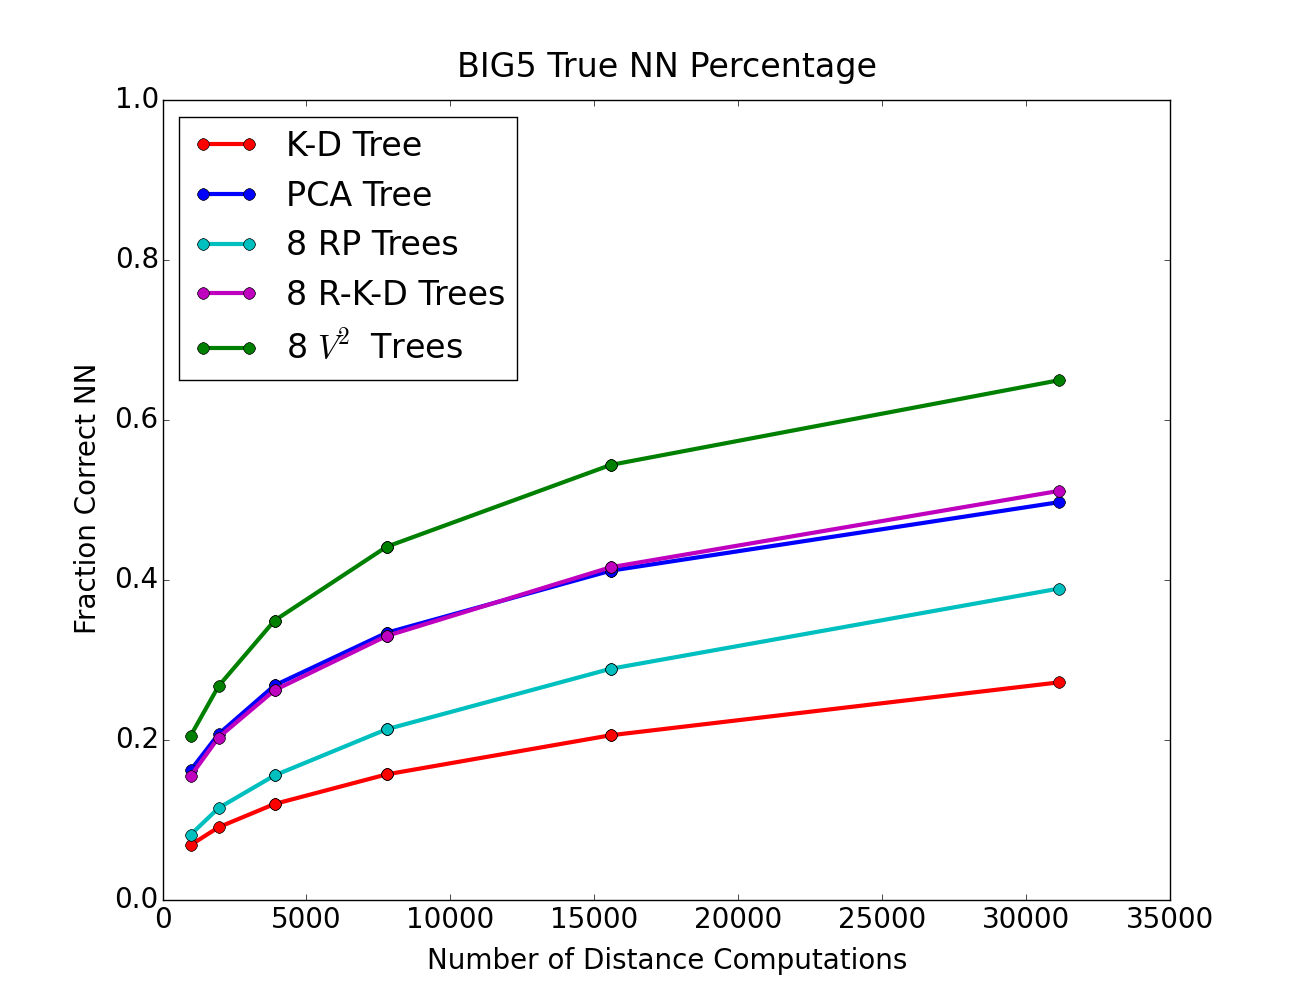 BIG5 True NN Percentage
1.0
0.8
0.6
0.4
0.2
0.0
Fraction Correct NN
K-D Tree
PCA Tree
8 RP Trees
8 R-K-D Trees
8 V² Trees
0 5000 10000 15000 20000 25000 30000 35000
Number of Distance Computations